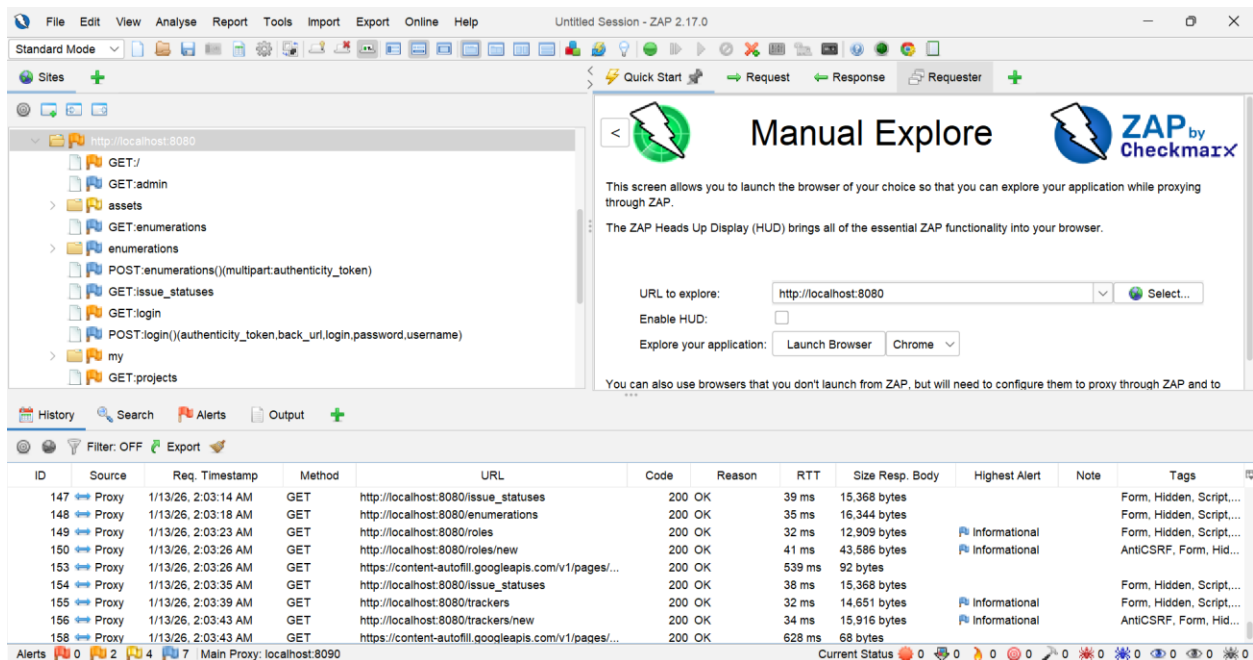 File Edit View Analyse Report Tools Import Export Online Help Untitled Session - ZAP 2.17.0
Standard Mode
Sites
Quick Start Request Response Requester
http://localhost:8080
GET:/
GET:admin
assets
GET:enumerations
enumerations
POST:enumerations()(multipart:authenticity_token)
GET:issue_statuses
GET:login
POST:login()(authenticity_token,back_url,login,password,username)
my
GET:projects
<
Manual Explore
ZAP by
Checkmarx
This screen allows you to launch the browser of your choice so that you can explore your application while proxying
through ZAP.
The ZAP Heads Up Display (HUD) brings all of the essential ZAP functionality into your browser.
URL to explore: http://localhost:8080 Select...
Enable HUD:
Explore your application: Launch Browser Chrome
You can also use browsers that you don't launch from ZAP, but will need to configure them to proxy through ZAP and to
History Search Alerts Output
Filter: OFF Export
ID Source Req. Timestamp Method URL Code Reason RTT Size Resp. Body Highest Alert Note Tags
147 Proxy 1/13/26, 2:03:14 AM GET http://localhost:8080/issue_statuses 200 OK 39 ms 15,368 bytes Form, Hidden, Script,...
148 Proxy 1/13/26, 2:03:18 AM GET http://localhost:8080/enumerations 200 OK 35 ms 16,344 bytes Form, Hidden, Script,...
149 Proxy 1/13/26, 2:03:23 AM GET http://localhost:8080/roles 200 OK 32 ms 12,909 bytes Informational Form, Hidden, Script,...
150 Proxy 1/13/26, 2:03:26 AM GET http://localhost:8080/roles/new 200 OK 41 ms 43,586 bytes Informational AntiCSRF, Form, Hid...
153 Proxy 1/13/26, 2:03:26 AM GET https://content-autofill.googleapis.com/v1/pages/... 200 OK 539 ms 92 bytes
154 Proxy 1/13/26, 2:03:35 AM GET http://localhost:8080/issue_statuses 200 OK 38 ms 15,368 bytes Form, Hidden, Script,...
155 Proxy 1/13/26, 2:03:39 AM GET http://localhost:8080/trackers 200 OK 32 ms 14,651 bytes Informational Form, Hidden, Script,...
156 Proxy 1/13/26, 2:03:43 AM GET http://localhost:8080/trackers/new 200 OK 34 ms 15,916 bytes Informational AntiCSRF, Form, Hid...
158 Proxy 1/13/26, 2:03:43 AM GET https://content-autofill.googleapis.com/v1/pages/... 200 OK 628 ms 68 bytes
Alerts 0 2 4 7 Main Proxy: localhost:8090 Current Status 0 0 0 0 0 0 0 0 0 0